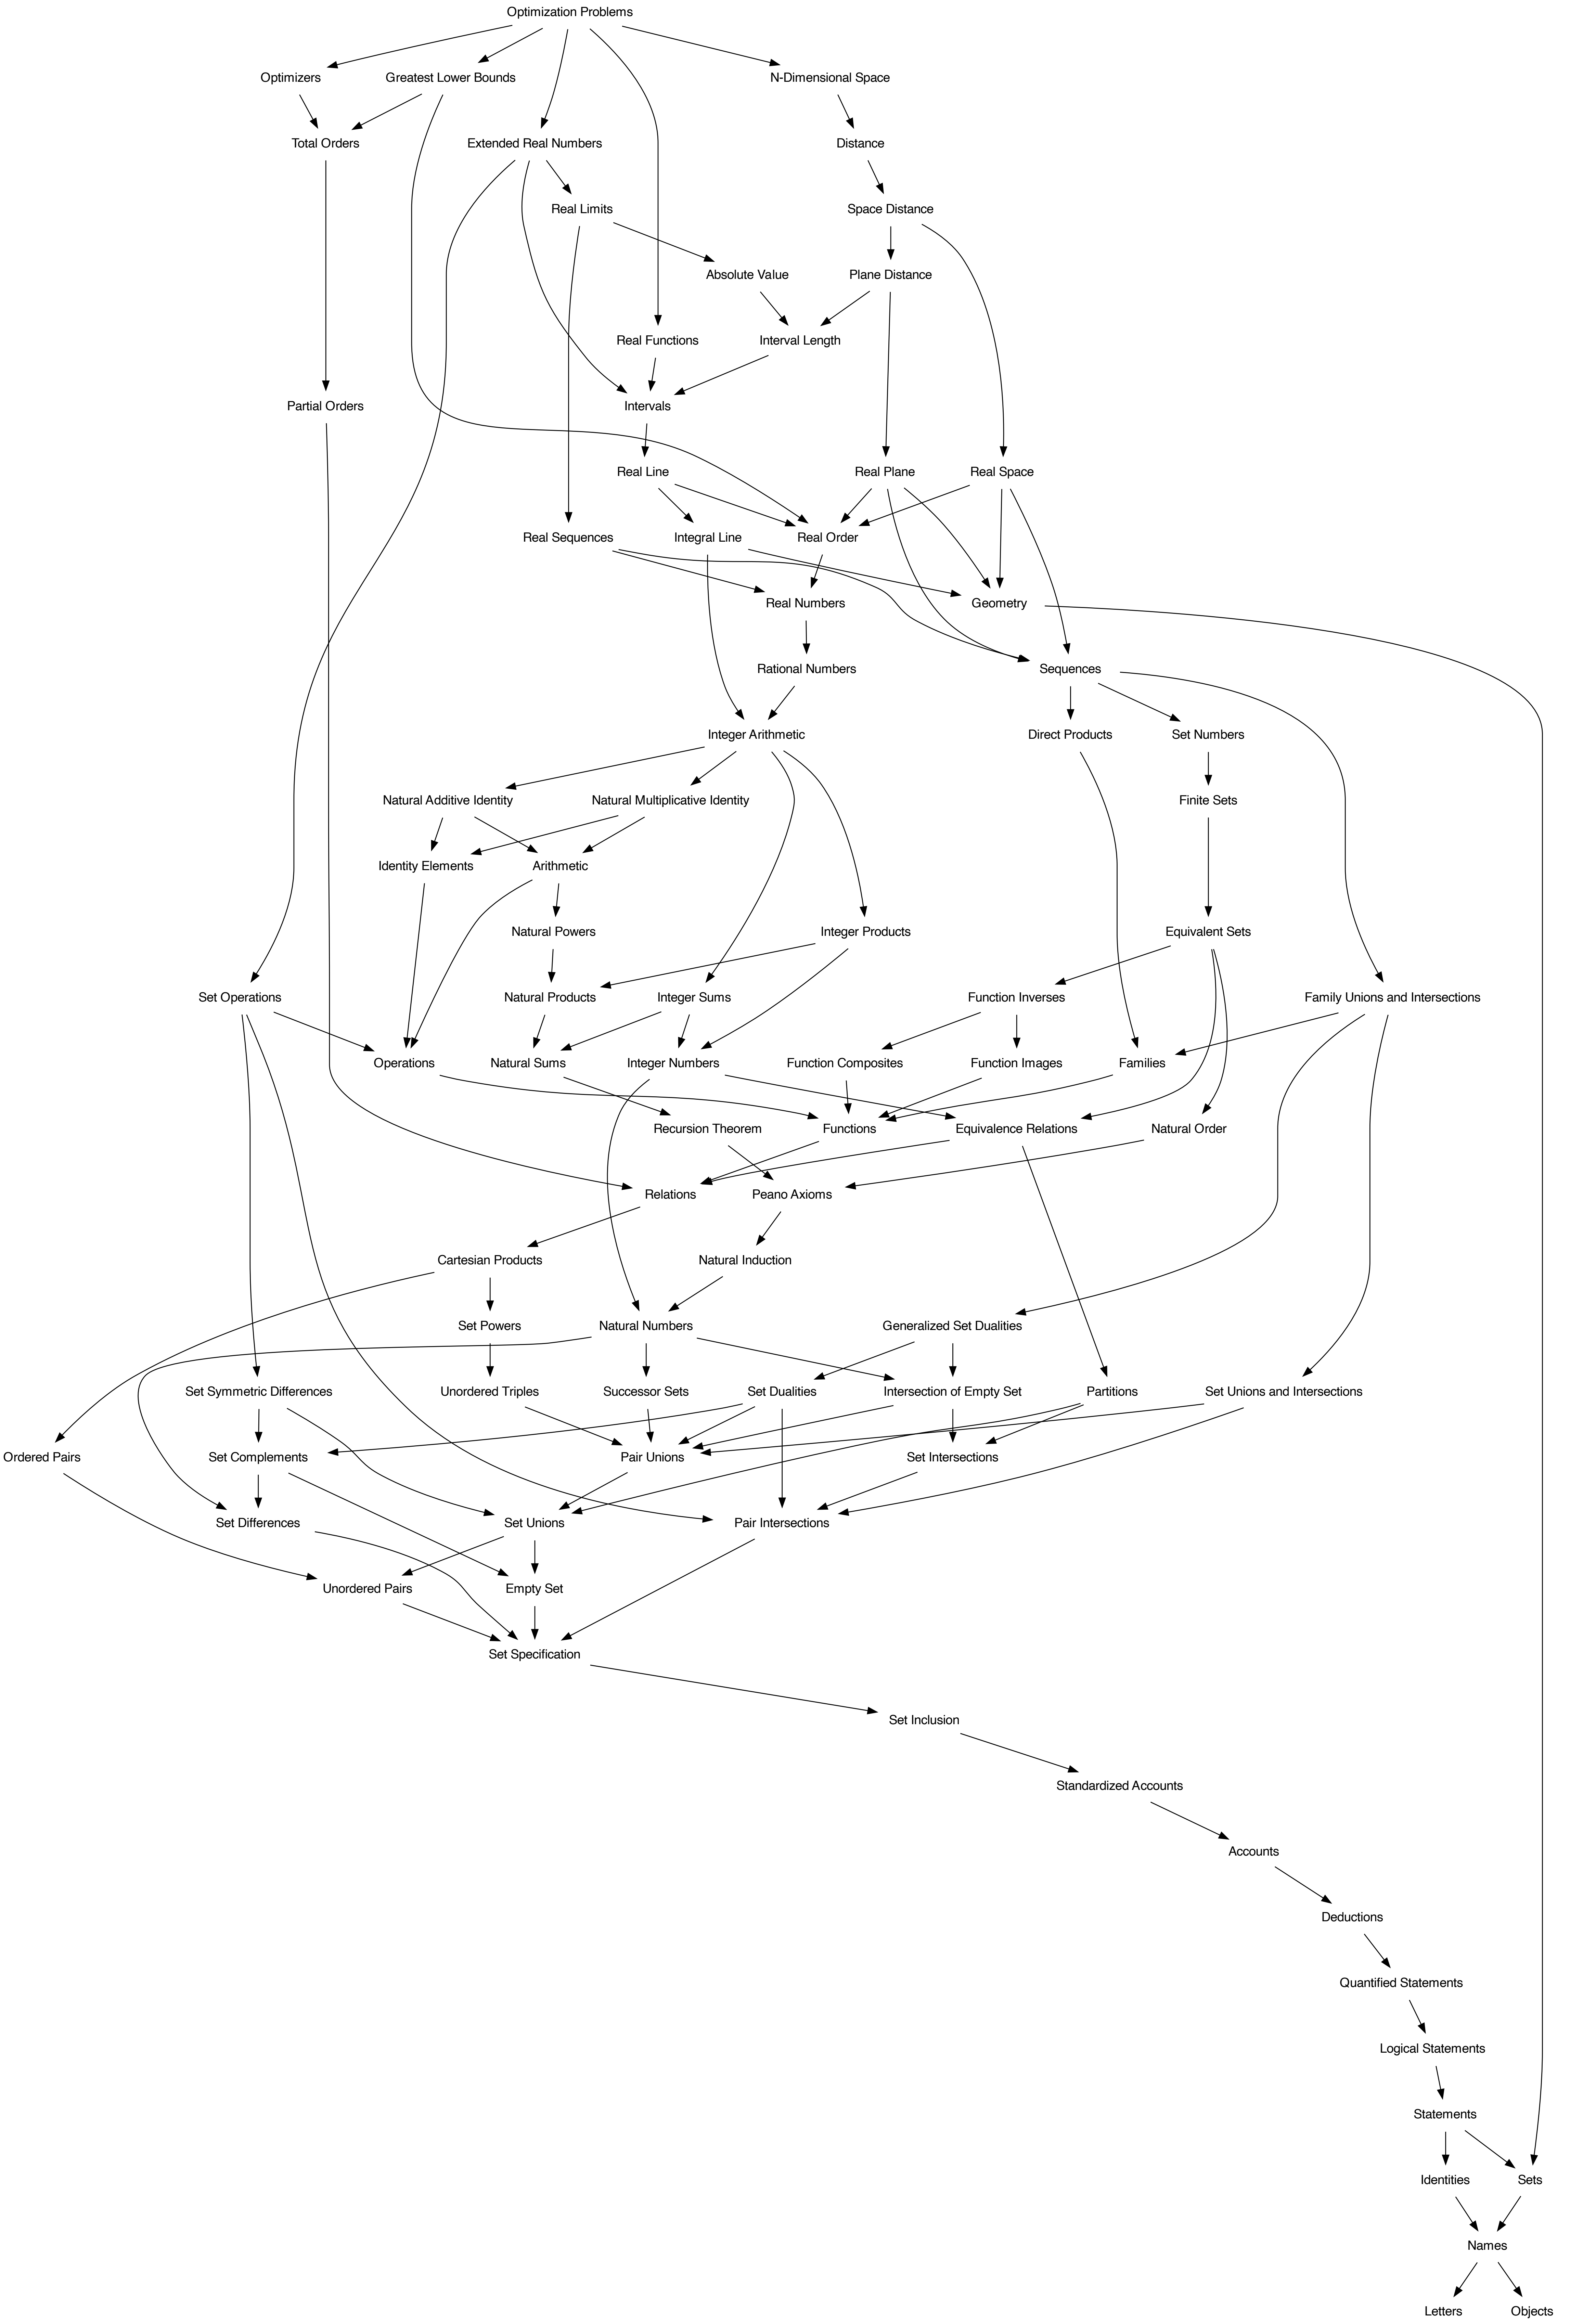 Optimization Problems
Optimizers
Greatest Lower Bounds
N-Dimensional Space
Total Orders
Extended Real Numbers
Distance
Real Limits
Space Distance
Absolute Value
Plane Distance
Real Functions
Interval Length
Partial Orders
Intervals
Real Line
Real Plane
Real Space
Real Sequences
Integral Line
Real Order
Real Numbers
Geometry
Rational Numbers
Sequences
Integer Arithmetic
Direct Products
Set Numbers
Natural Additive Identity
Natural Multiplicative Identity
Finite Sets
Identity Elements
Arithmetic
Natural Powers
Integer Products
Equivalent Sets
Set Operations
Natural Products
Integer Sums
Function Inverses
Family Unions and Intersections
Operations
Natural Sums
Integer Numbers
Function Composites
Function Images
Families
Recursion Theorem
Functions
Equivalence Relations
Natural Order
Relations
Peano Axioms
Cartesian Products
Natural Induction
Set Powers
Natural Numbers
Generalized Set Dualities
Set Symmetric Differences
Unordered Triples
Successor Sets
Set Dualities
Intersection of Empty Set
Partitions
Set Unions and Intersections
Ordered Pairs
Set Complements
Pair Unions
Set Intersections
Set Differences
Set Unions
Pair Intersections
Unordered Pairs
Empty Set
Set Specification
Set Inclusion
Standardized Accounts
Accounts
Deductions
Quantified Statements
Logical Statements
Statements
Identities
Sets
Names
Letters
Objects